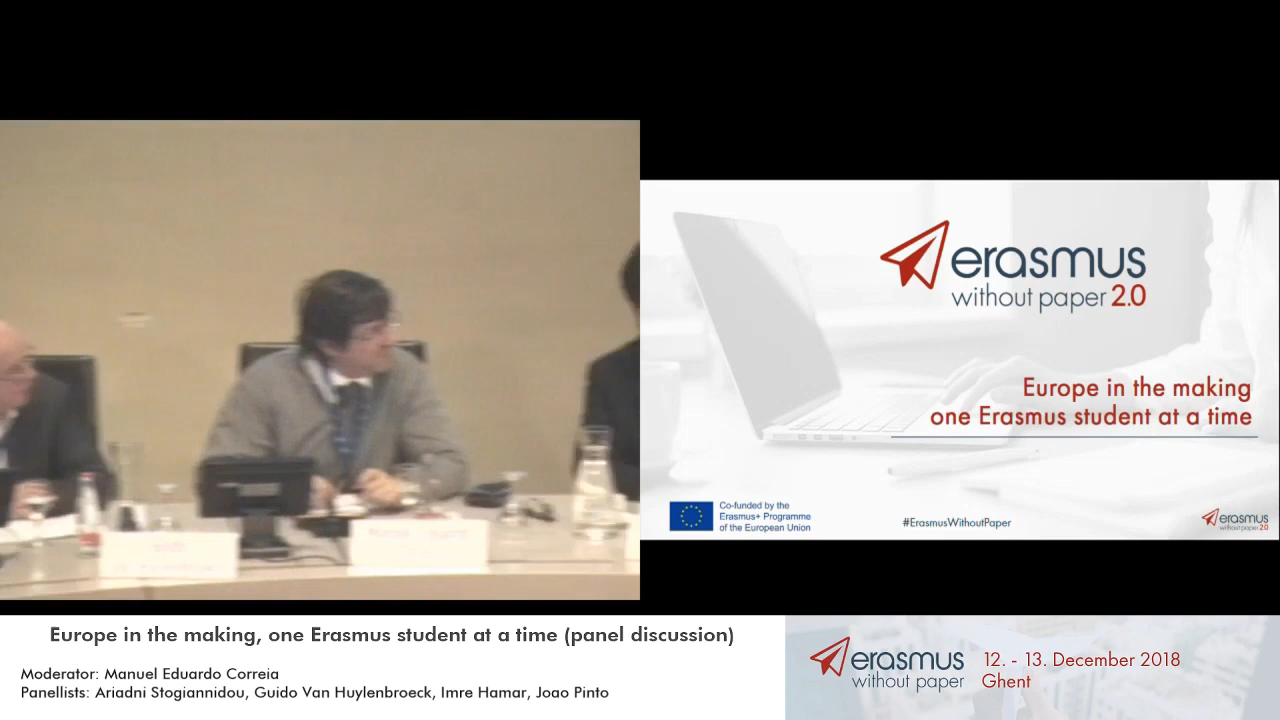 erasmus
without paper 2.0
Europe in the making
one Erasmus student at a time
Co-funded by the
Erasmus+ Programme
of the European Union
#ErasmusWithoutPaper
erasmus
without paper 2.0
Europe in the making, one Erasmus student at a time (panel discussion)
Moderator: Manuel Eduardo Correia
Panellists: Ariadni Stogiannidou, Guido Van Huylenbroeck, Imre Hamar, Joao Pinto
erasmus
without paper
12. - 13. December 2018
Ghent